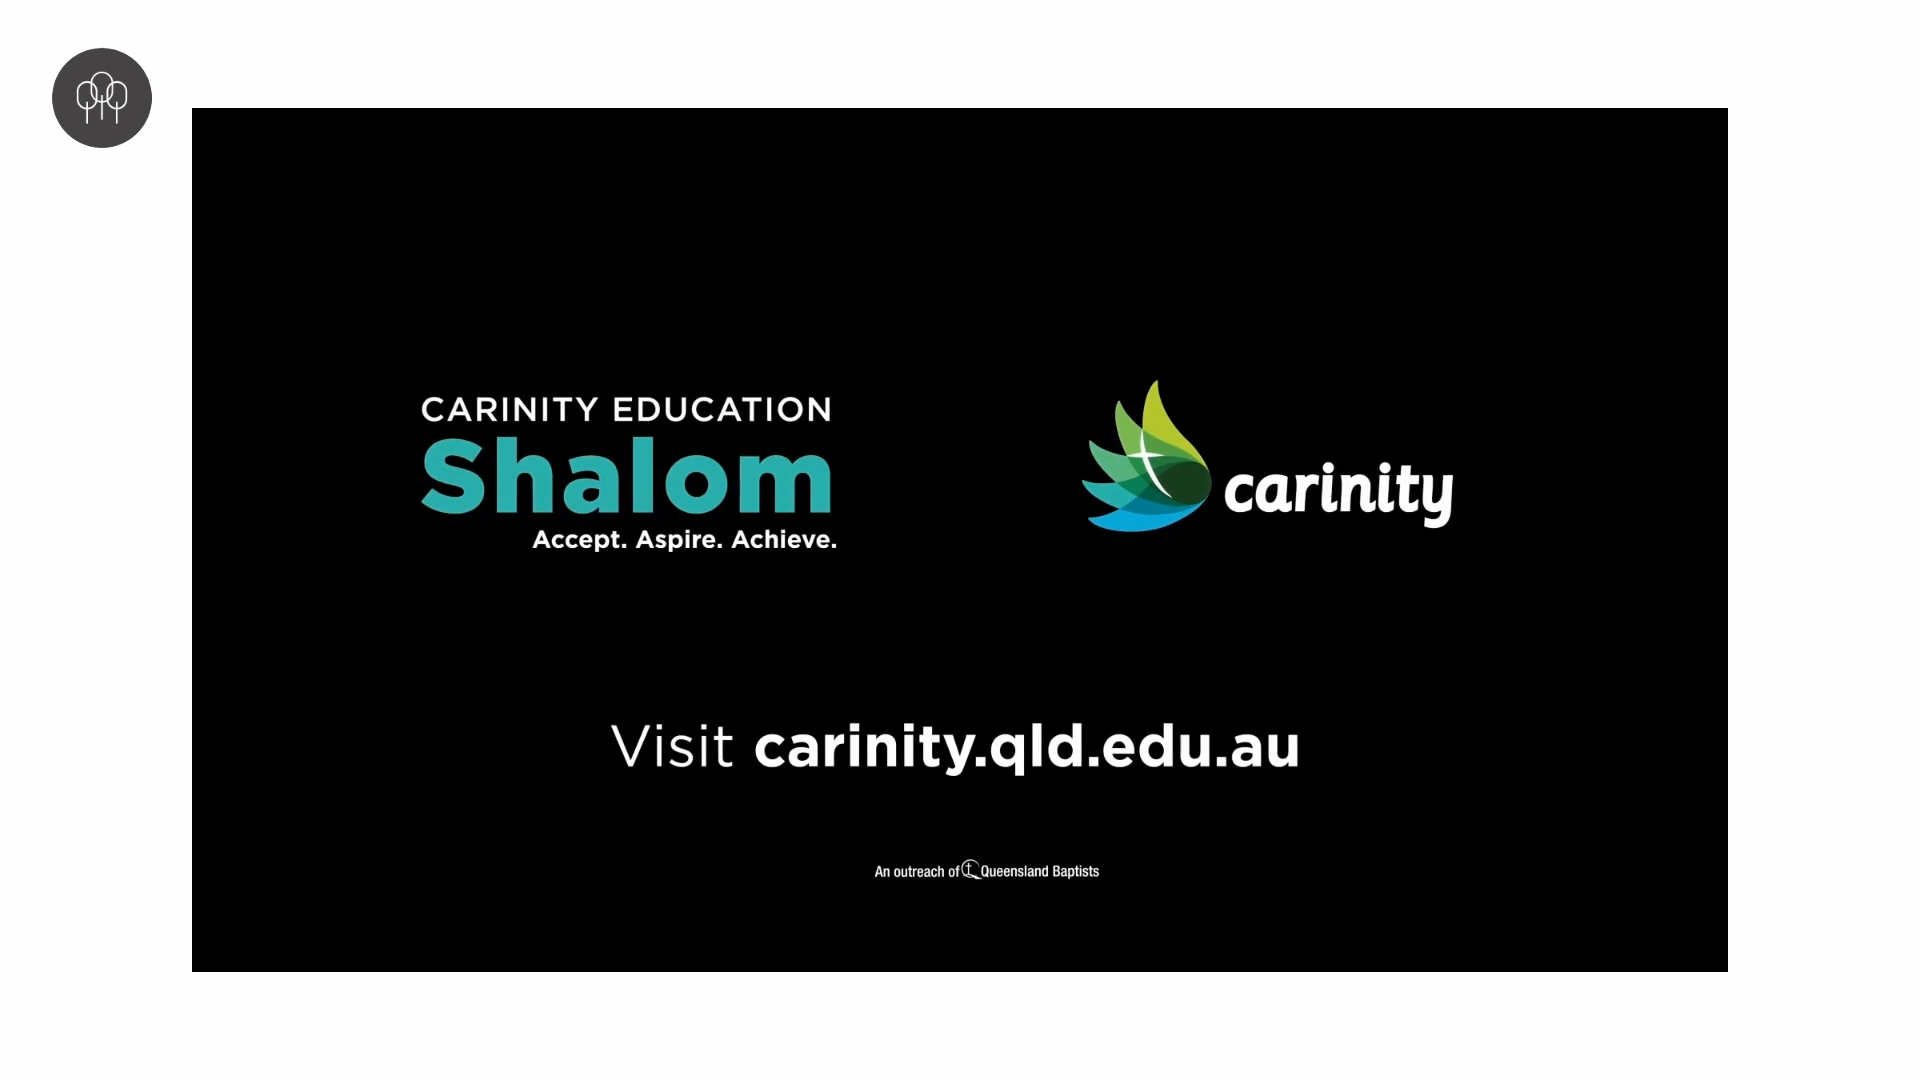 CARINITY EDUCATION
Shalom
Accept. Aspire. Achieve.
carinity
Visit carinity.qld.edu.au
An outreach of Queensland Baptists